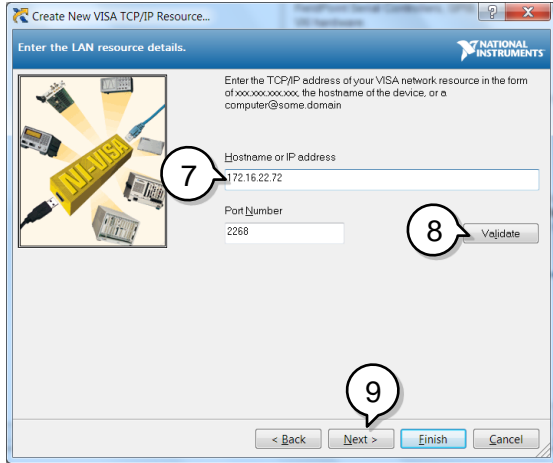 Create New VISA TCP/IP Resource...
Enter the LAN resource details.
NATIONAL
INSTRUMENTS
Enter the TCP/IP address of your VISA network resource in the form
of xxx.xxx.xxx.xxx, the hostname of the device, or a
computer@some.domain
NI-VISA
Hostname or IP address
7
172.16.22.72
Port Number
2268
8
Validate
9
< Back
Next >
Finish
Cancel